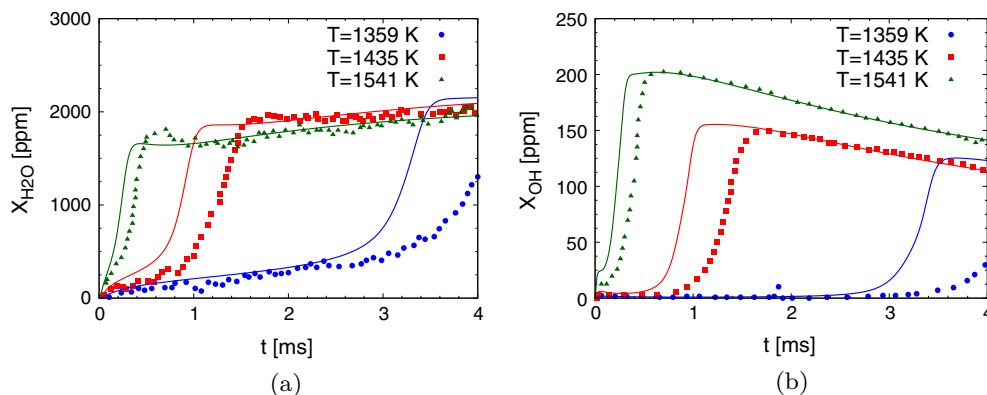 T=1359 K
T=1435 K
T=1541 K
3000
2000
1000
0
X_H2O [ppm]
0 1 2 3 4
t [ms]
(a)
T=1359 K
T=1435 K
T=1541 K
250
200
150
100
50
0
X_OH [ppm]
0 1 2 3 4
t [ms]
(b)